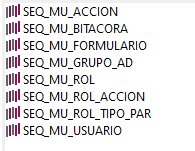 SEQ_MU_ACCION
SEQ_MU_BITACORA
SEQ_MU_FORMULARIO
SEQ_MU_GRUPO_AD
SEQ_MU_ROL
SEQ_MU_ROL_ACCION
SEQ_MU_ROL_TIPO_PAR
SEQ_MU_USUARIO